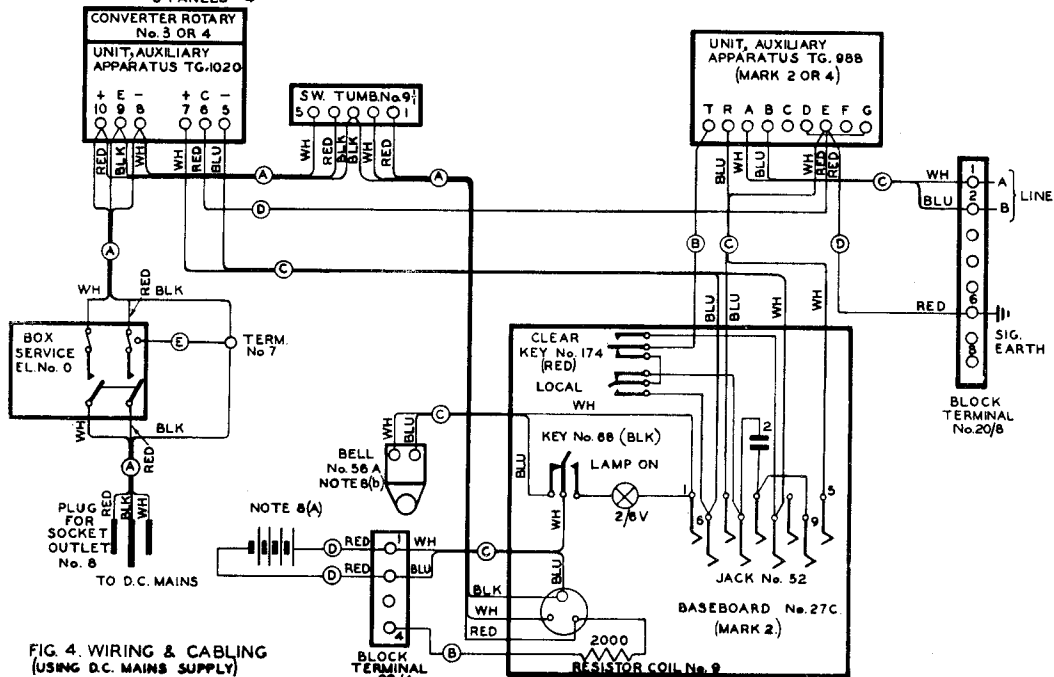 CONVERTER ROTARY
No. 3 OR 4
UNIT, AUXILIARY
APPARATUS TG.1020
+ E - + C -
10 9 8 7 6 5
RED BLK WH WH RED BLU
SW. TUMB. No. 9 1/1
5 1
WH RED BLK BLK WH RED
A
A
UNIT, AUXILIARY
APPARATUS TG. 988
(MARK 2 OR 4)
T R A B C D E F G
BLU WH BLU WH RED RED
C
WH 1 A
BLU 2 B
LINE
D
A
C
B C D
WH RED BLK
BOX
SERVICE
EL. No. 0
E
TERM.
No 7
WH RED BLK
A
RED BLK WH
PLUG
FOR
SOCKET
OUTLET
No. 8
TO D.C. MAINS
RED 6
SIG.
EARTH
8
BLOCK
TERMINAL
No. 20/8
BLU BLU WH WH
CLEAR
KEY No. 174
(RED)
LOCAL
WH
C
WH BLU
BELL
No. 56 A
NOTE 8(b)
BLU
KEY No. 88 (BLK)
LAMP ON
2/6V
WH
2
1 6 9 5
JACK No. 52
BASEBOARD No. 27C.
(MARK 2.)
NOTE 8(A)
D RED 1 WH C
D RED BLU
BLU
4
B
BLK
WH
RED
2000
RESISTOR COIL No. 9
BLOCK
TERMINAL
FIG. 4. WIRING & CABLING
(USING D.C. MAINS SUPPLY)